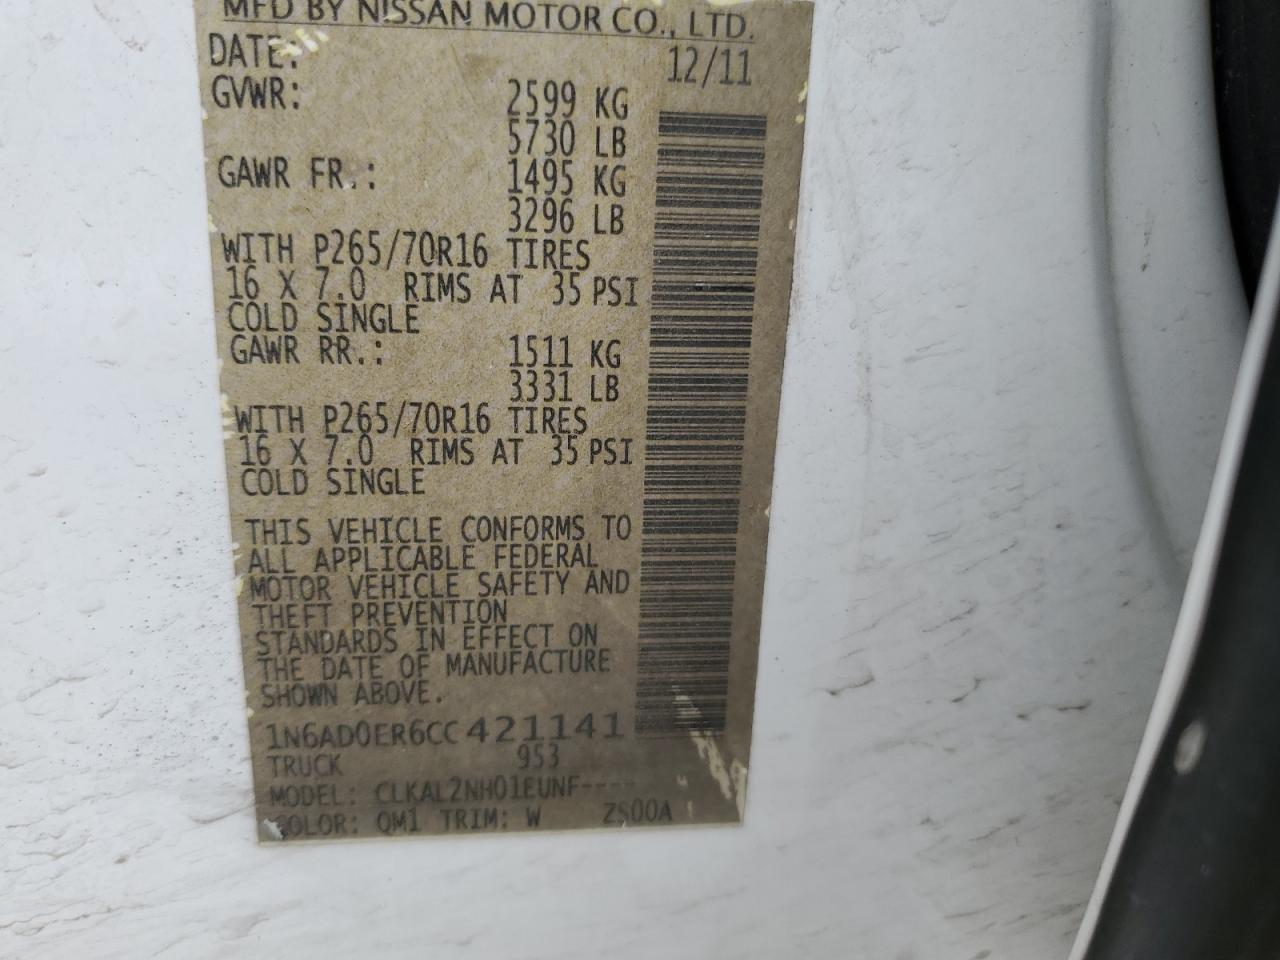 MFD BY NISSAN MOTOR CO., LTD.
DATE: 12/11
GVWR: 2599 KG
5730 LB
GAWR FR.: 1495 KG
3296 LB
WITH P265/70R16 TIRES
16 X 7.0 RIMS AT 35 PSI
COLD SINGLE
GAWR RR.: 1511 KG
3331 LB
WITH P265/70R16 TIRES
16 X 7.0 RIMS AT 35 PSI
COLD SINGLE
THIS VEHICLE CONFORMS TO
ALL APPLICABLE FEDERAL
MOTOR VEHICLE SAFETY AND
THEFT PREVENTION
STANDARDS IN EFFECT ON
THE DATE OF MANUFACTURE
SHOWN ABOVE.
1N6AD0ER6CC 421141
TRUCK 953
MODEL: CLKAL2NH01EUNF----
COLOR: QM1 TRIM: W ZS00A